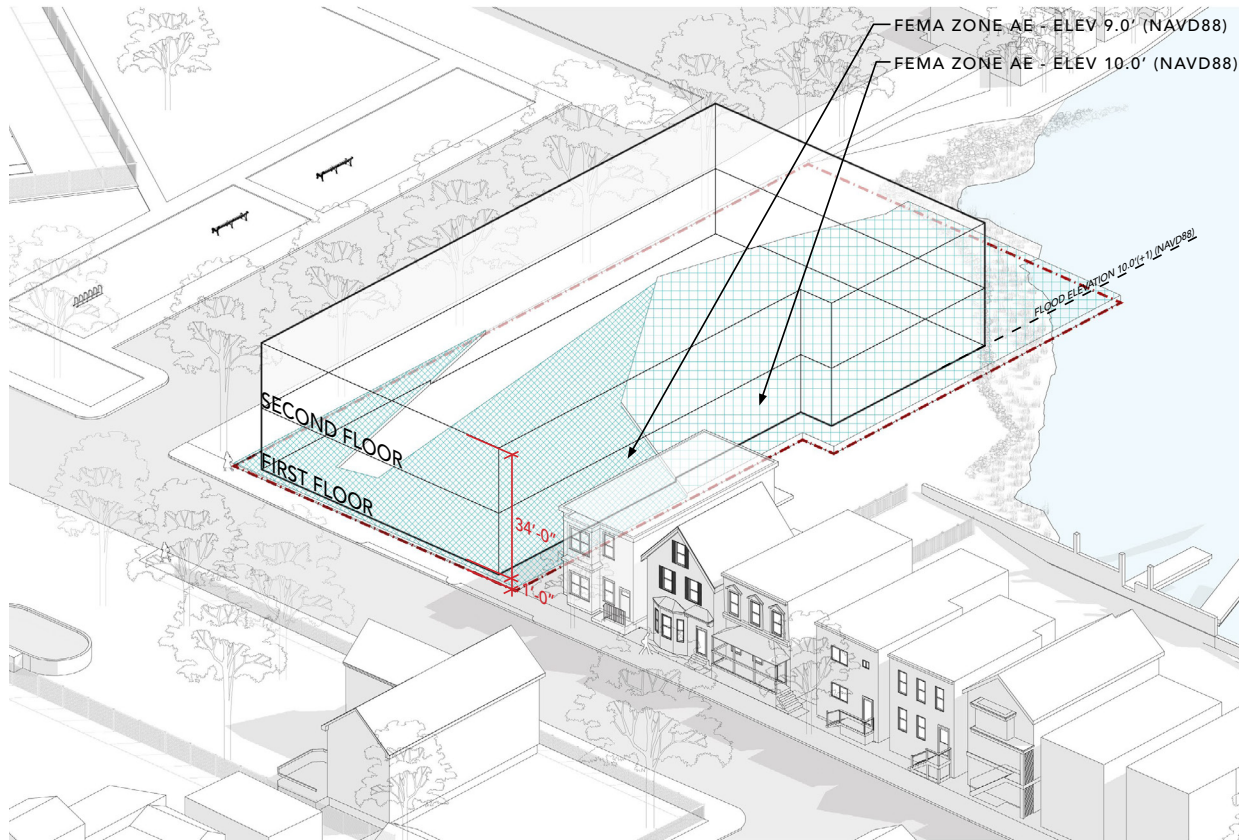 FEMA ZONE AE - ELEV 9.0' (NAVD88)
FEMA ZONE AE - ELEV 10.0' (NAVD88)
FLOOD ELEVATION 10.0'(+1) (NAVD88)
SECOND FLOOR
FIRST FLOOR
34'-0"
1'-0"